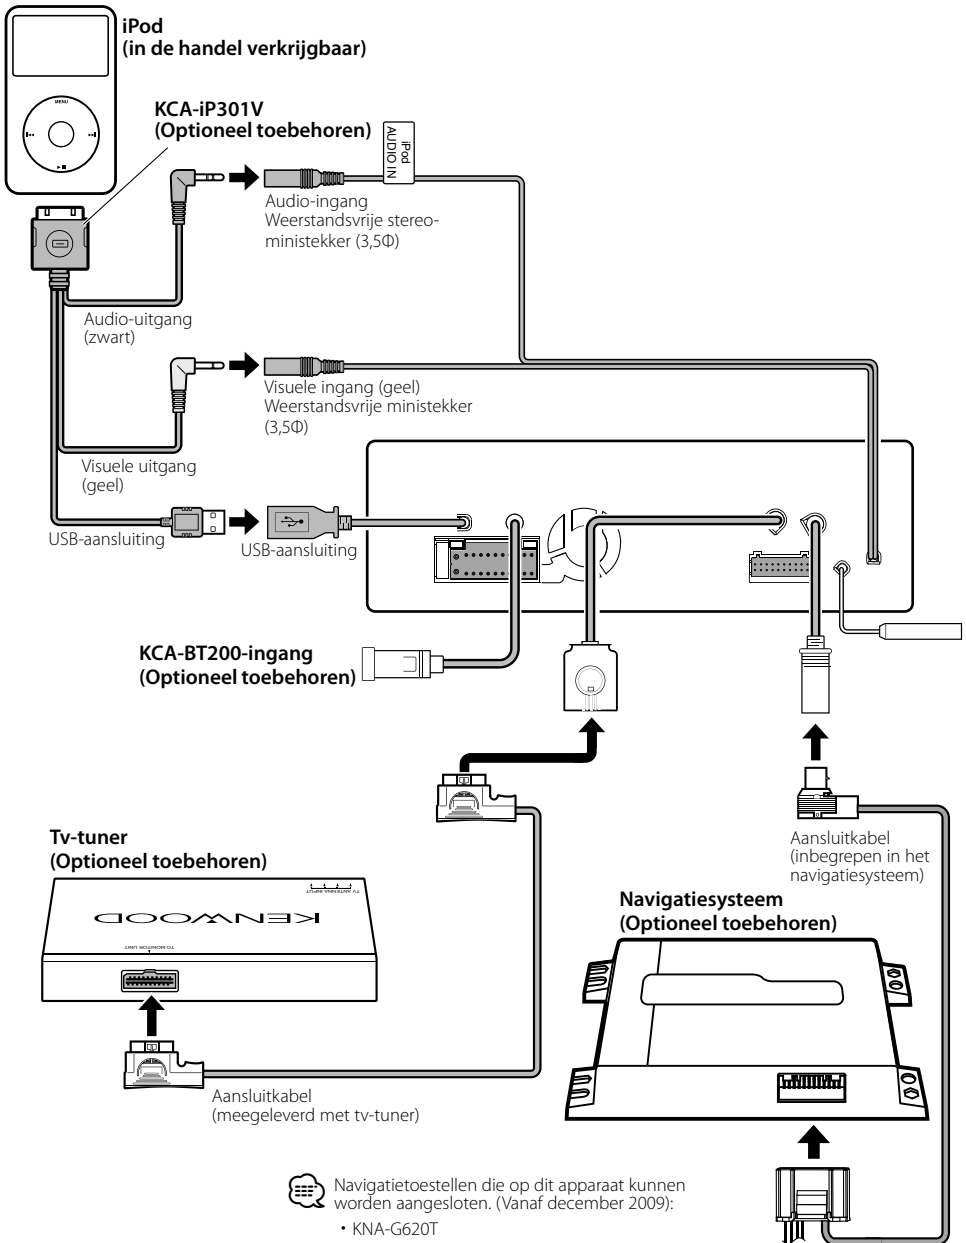 iPod
(in de handel verkrijgbaar)
MENU
KCA-iP301V
(Optioneel toebehoren)
iPod
AUDIO IN
Audio-ingang
Weerstandsvrije stereo-
ministekker (3,5Φ)
Audio-uitgang
(zwart)
Visuele ingang (geel)
Weerstandsvrije ministekker
(3,5Φ)
Visuele uitgang
(geel)
USB-aansluiting
USB-aansluiting
KCA-BT200-ingang
(Optioneel toebehoren)
Tv-tuner
(Optioneel toebehoren)
TV ANTENNA INPUT
KENWOOD
TO MONITOR UNIT
Aansluitkabel
(inbegrepen in het
navigatiesysteem)
Navigatiesysteem
(Optioneel toebehoren)
Aansluitkabel
(meegeleverd met tv-tuner)
Navigatietoestellen die op dit apparaat kunnen
worden aangesloten. (Vanaf december 2009):
• KNA-G620T